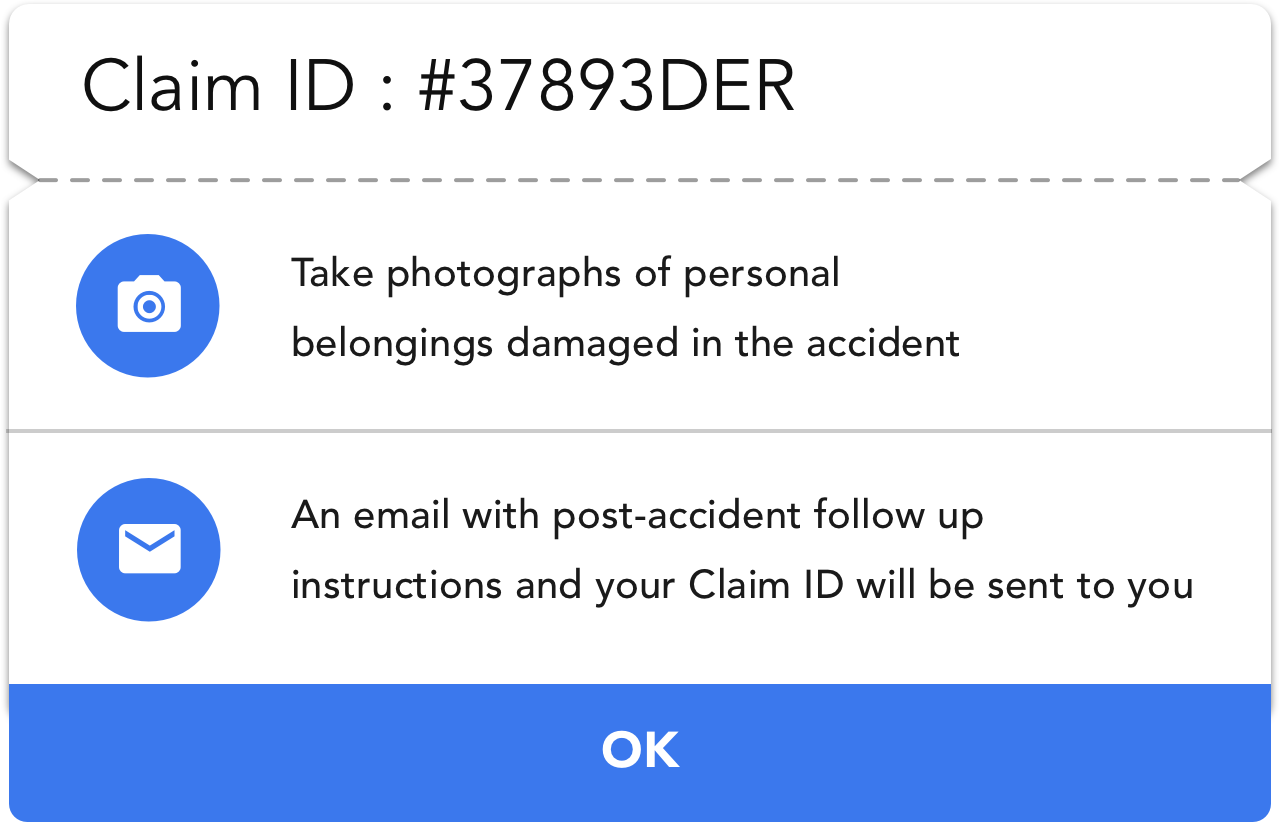 Claim ID : #37893DER
Take photographs of personal
belongings damaged in the accident
An email with post-accident follow up
instructions and your Claim ID will be sent to you
OK